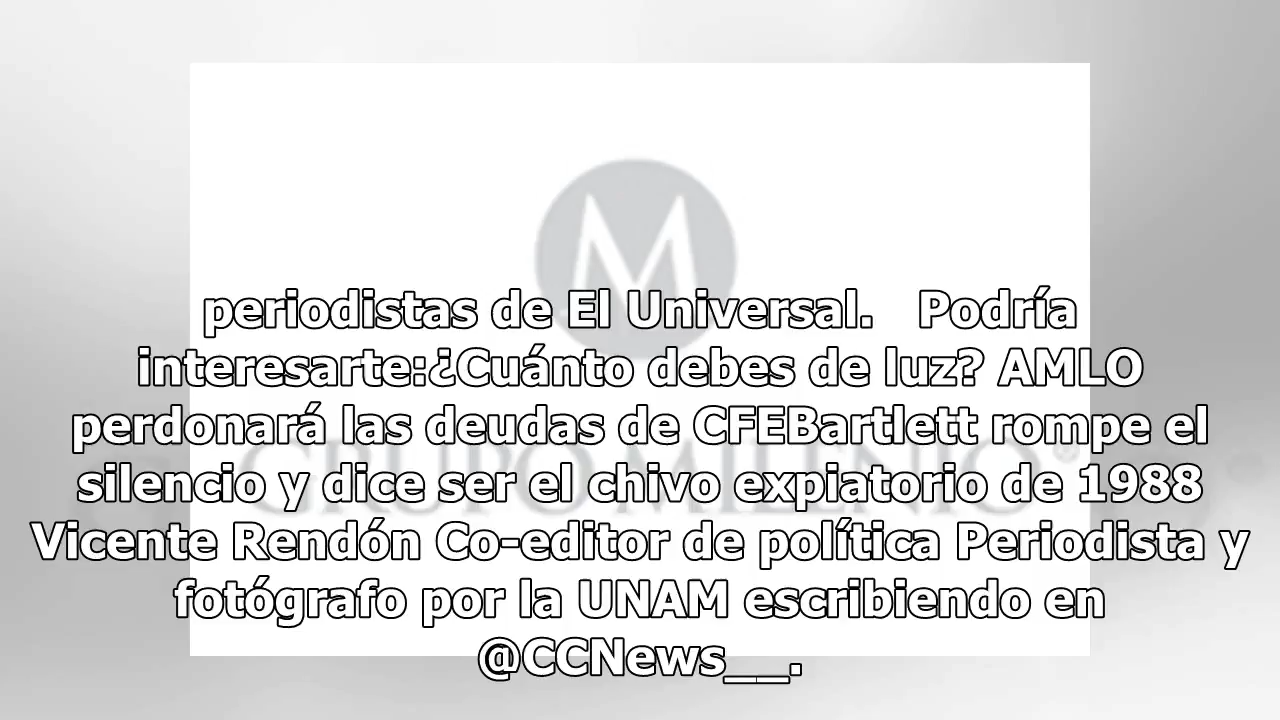 M
periodistas de El Universal.   Podría
interesarte:¿Cuánto debes de luz? AMLO
perdonará las deudas de CFEBartlett rompe el
silencio y dice ser el chivo expiatorio de 1988
Vicente Rendón Co-editor de política Periodista y
fotógrafo por la UNAM escribiendo en
@CCNews__.
GRUPO MILENIO®